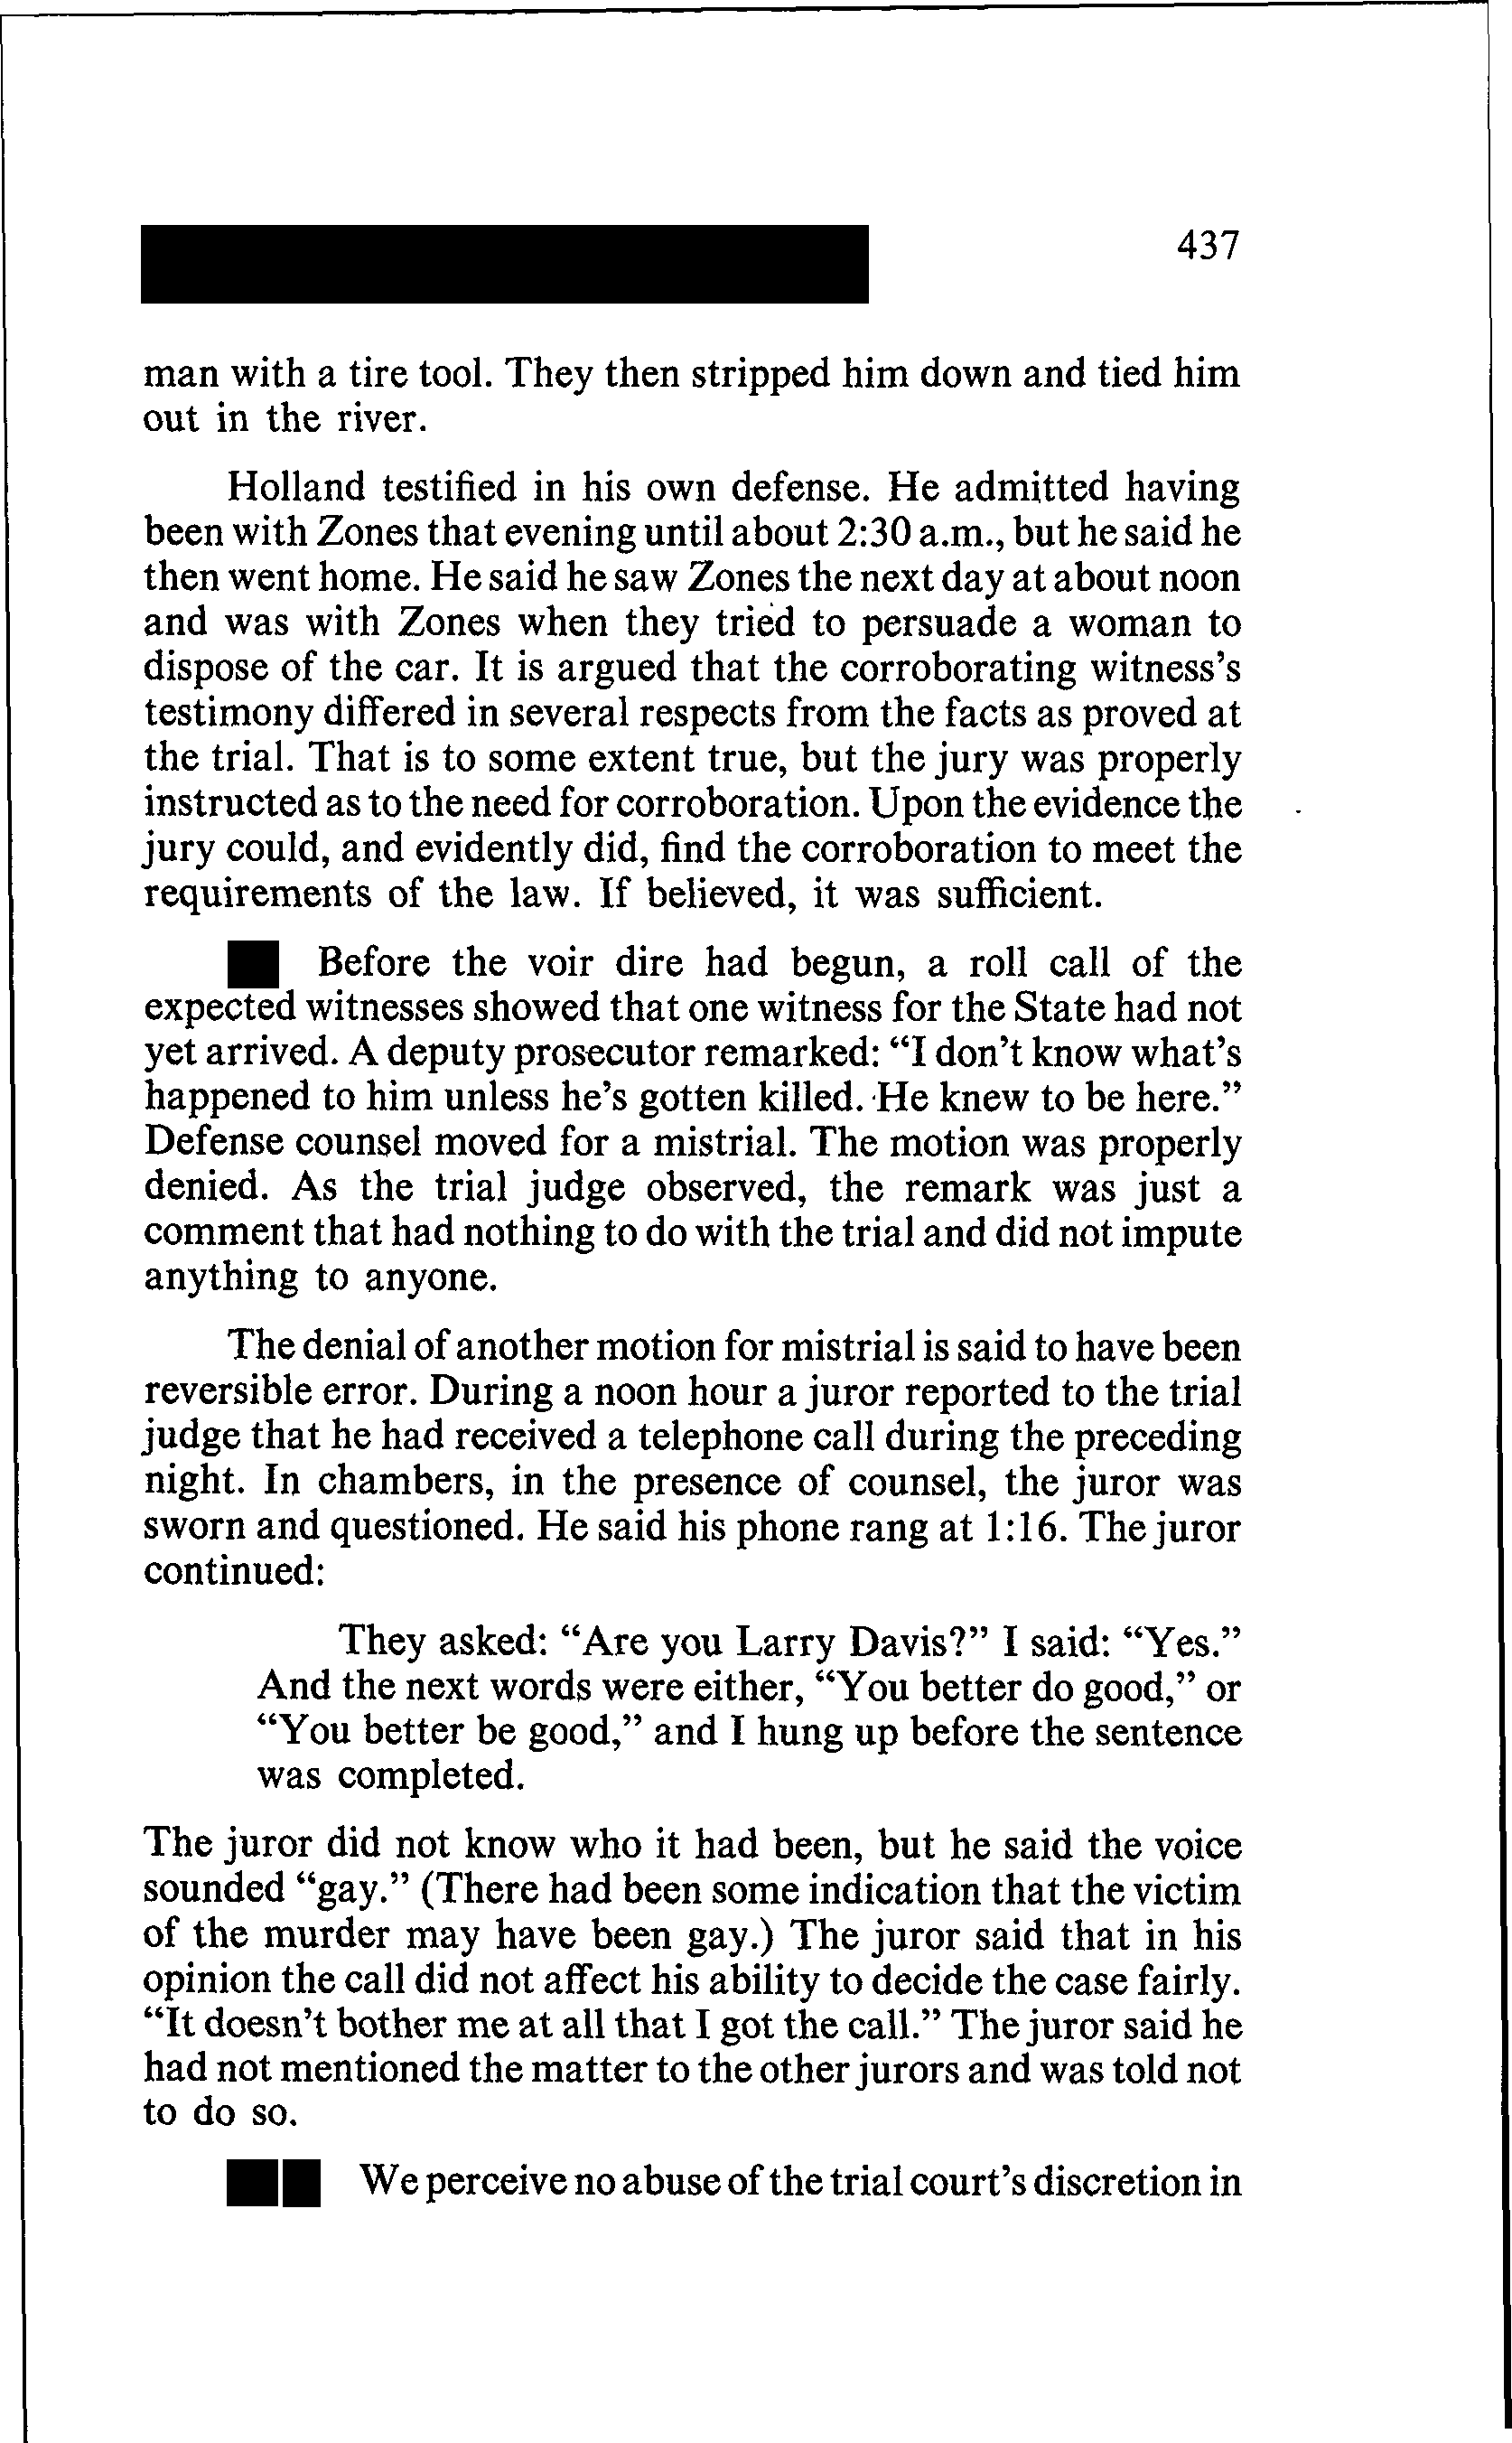 437
man with a tire tool. They then stripped him down and tied him
out in the river.
Holland testified in his own defense. He admitted having
been with Zones that evening until about 2:30 a.m., but he said he
then went home. He said he saw Zones the next day at about noon
and was with Zones when they tried to persuade a woman to
dispose of the car. It is argued that the corroborating witness's
testimony differed in several respects from the facts as proved at
the trial. That is to some extent true, but the jury was properly
instructed as to the need for corroboration. Upon the evidence the
jury could, and evidently did, find the corroboration to meet the
requirements of the law. If believed, it was sufficient.
Before the voir dire had begun, a roll call of the
expected witnesses showed that one witness for the State had not
yet arrived. A deputy prosecutor remarked: “I don't know what's
happened to him unless he's gotten killed. He knew to be here.”
Defense counsel moved for a mistrial. The motion was properly
denied. As the trial judge observed, the remark was just a
comment that had nothing to do with the trial and did not impute
anything to anyone.
The denial of another motion for mistrial is said to have been
reversible error. During a noon hour a juror reported to the trial
judge that he had received a telephone call during the preceding
night. In chambers, in the presence of counsel, the juror was
sworn and questioned. He said his phone rang at 1:16. The juror
continued:
They asked: “Are you Larry Davis?” I said: “Yes.”
And the next words were either, “You better do good,” or
“You better be good,” and I hung up before the sentence
was completed.
The juror did not know who it had been, but he said the voice
sounded “gay.” (There had been some indication that the victim
of the murder may have been gay.) The juror said that in his
opinion the call did not affect his ability to decide the case fairly.
“It doesn't bother me at all that I got the call.” The juror said he
had not mentioned the matter to the other jurors and was told not
to do so.
We perceive no abuse of the trial court's discretion in